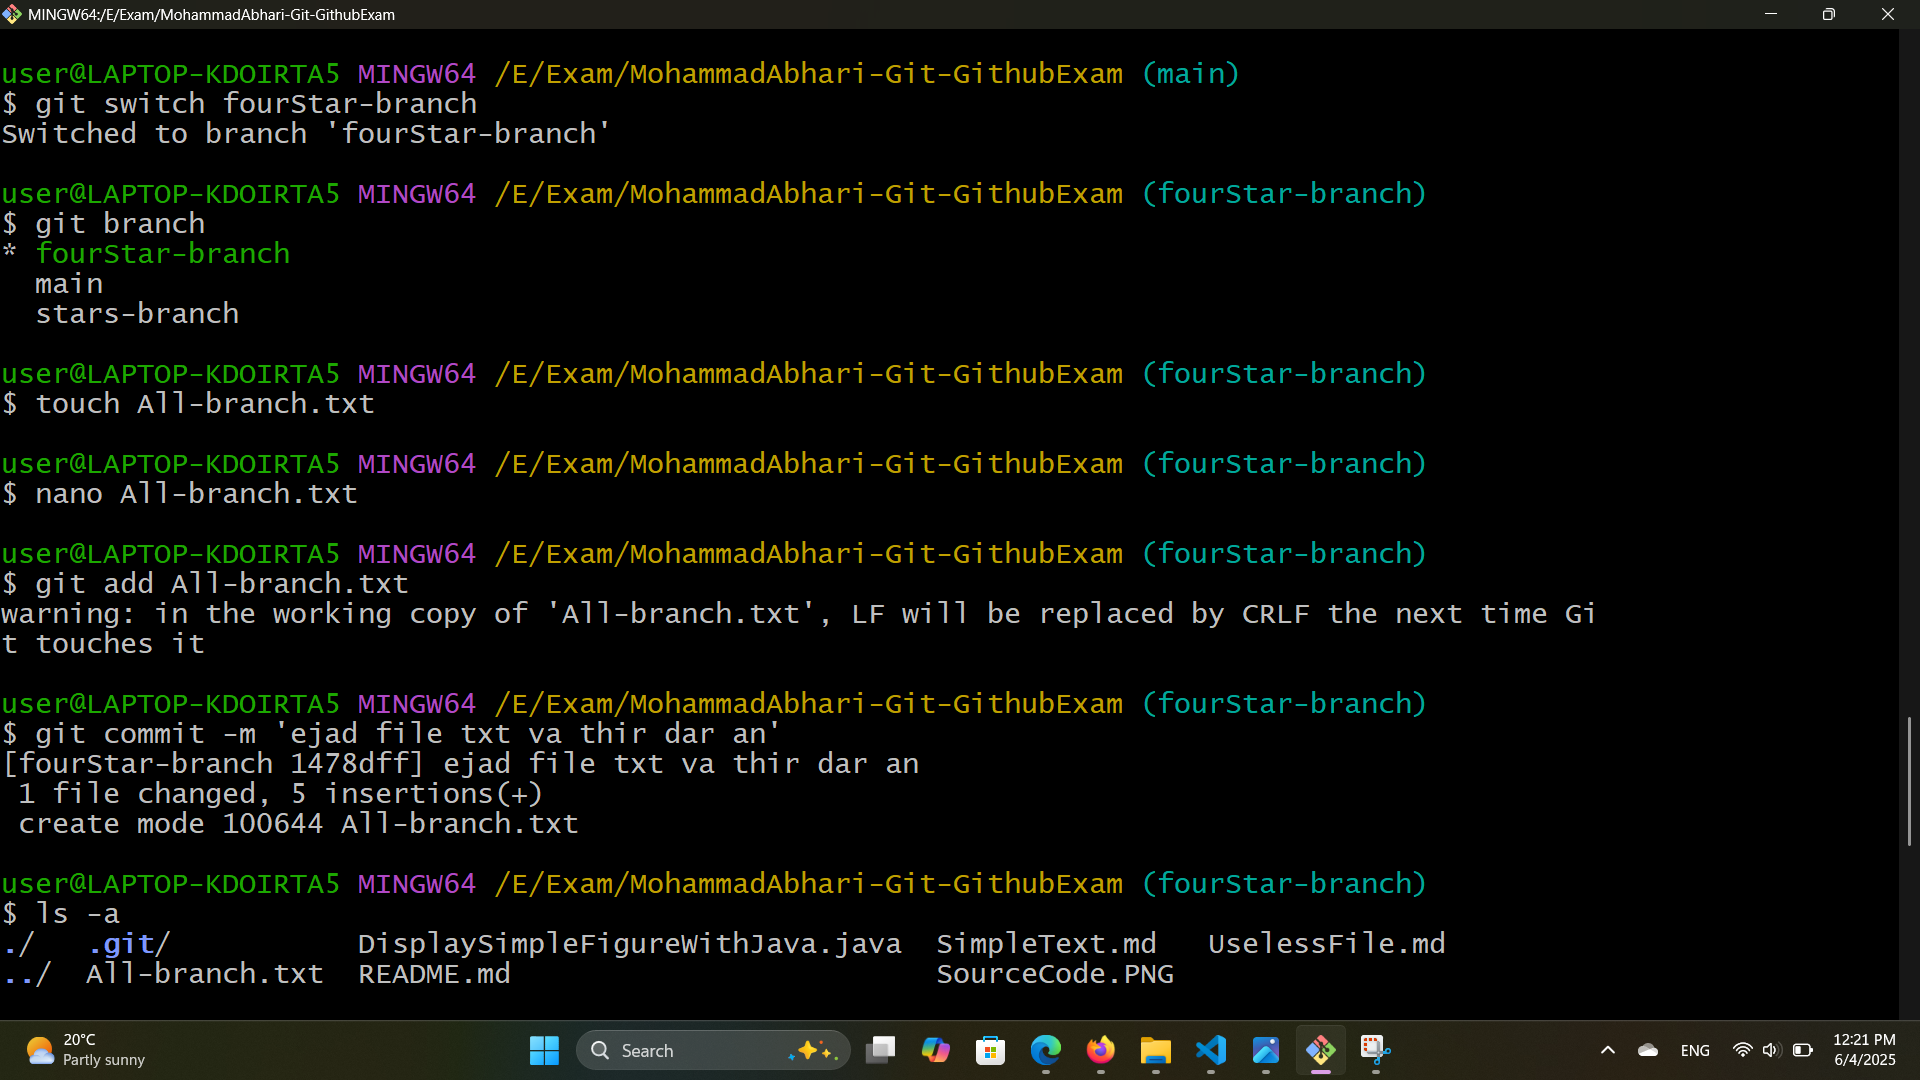 MINGW64:/E/Exam/MohammadAbhari-Git-GithubExam
user@LAPTOP-KDOIRTA5 MINGW64 /E/Exam/MohammadAbhari-Git-GithubExam (main)
$ git switch fourStar-branch
Switched to branch 'fourStar-branch'
user@LAPTOP-KDOIRTA5 MINGW64 /E/Exam/MohammadAbhari-Git-GithubExam (fourStar-branch)
$ git branch
* fourStar-branch
main
stars-branch
user@LAPTOP-KDOIRTA5 MINGW64 /E/Exam/MohammadAbhari-Git-GithubExam (fourStar-branch)
$ touch All-branch.txt
user@LAPTOP-KDOIRTA5 MINGW64 /E/Exam/MohammadAbhari-Git-GithubExam (fourStar-branch)
$ nano All-branch.txt
user@LAPTOP-KDOIRTA5 MINGW64 /E/Exam/MohammadAbhari-Git-GithubExam (fourStar-branch)
$ git add All-branch.txt
warning: in the working copy of 'All-branch.txt', LF will be replaced by CRLF the next time Gi
t touches it
user@LAPTOP-KDOIRTA5 MINGW64 /E/Exam/MohammadAbhari-Git-GithubExam (fourStar-branch)
$ git commit -m 'ejad file txt va thir dar an'
[fourStar-branch 1478dff] ejad file txt va thir dar an
1 file changed, 5 insertions(+)
create mode 100644 All-branch.txt
user@LAPTOP-KDOIRTA5 MINGW64 /E/Exam/MohammadAbhari-Git-GithubExam (fourStar-branch)
$ ls -a
./ .git/ DisplaySimpleFigureWithJava.java SimpleText.md UselessFile.md
../ All-branch.txt README.md SourceCode.PNG
20°C
Partly sunny
Search
ENG
12:21 PM
6/4/2025